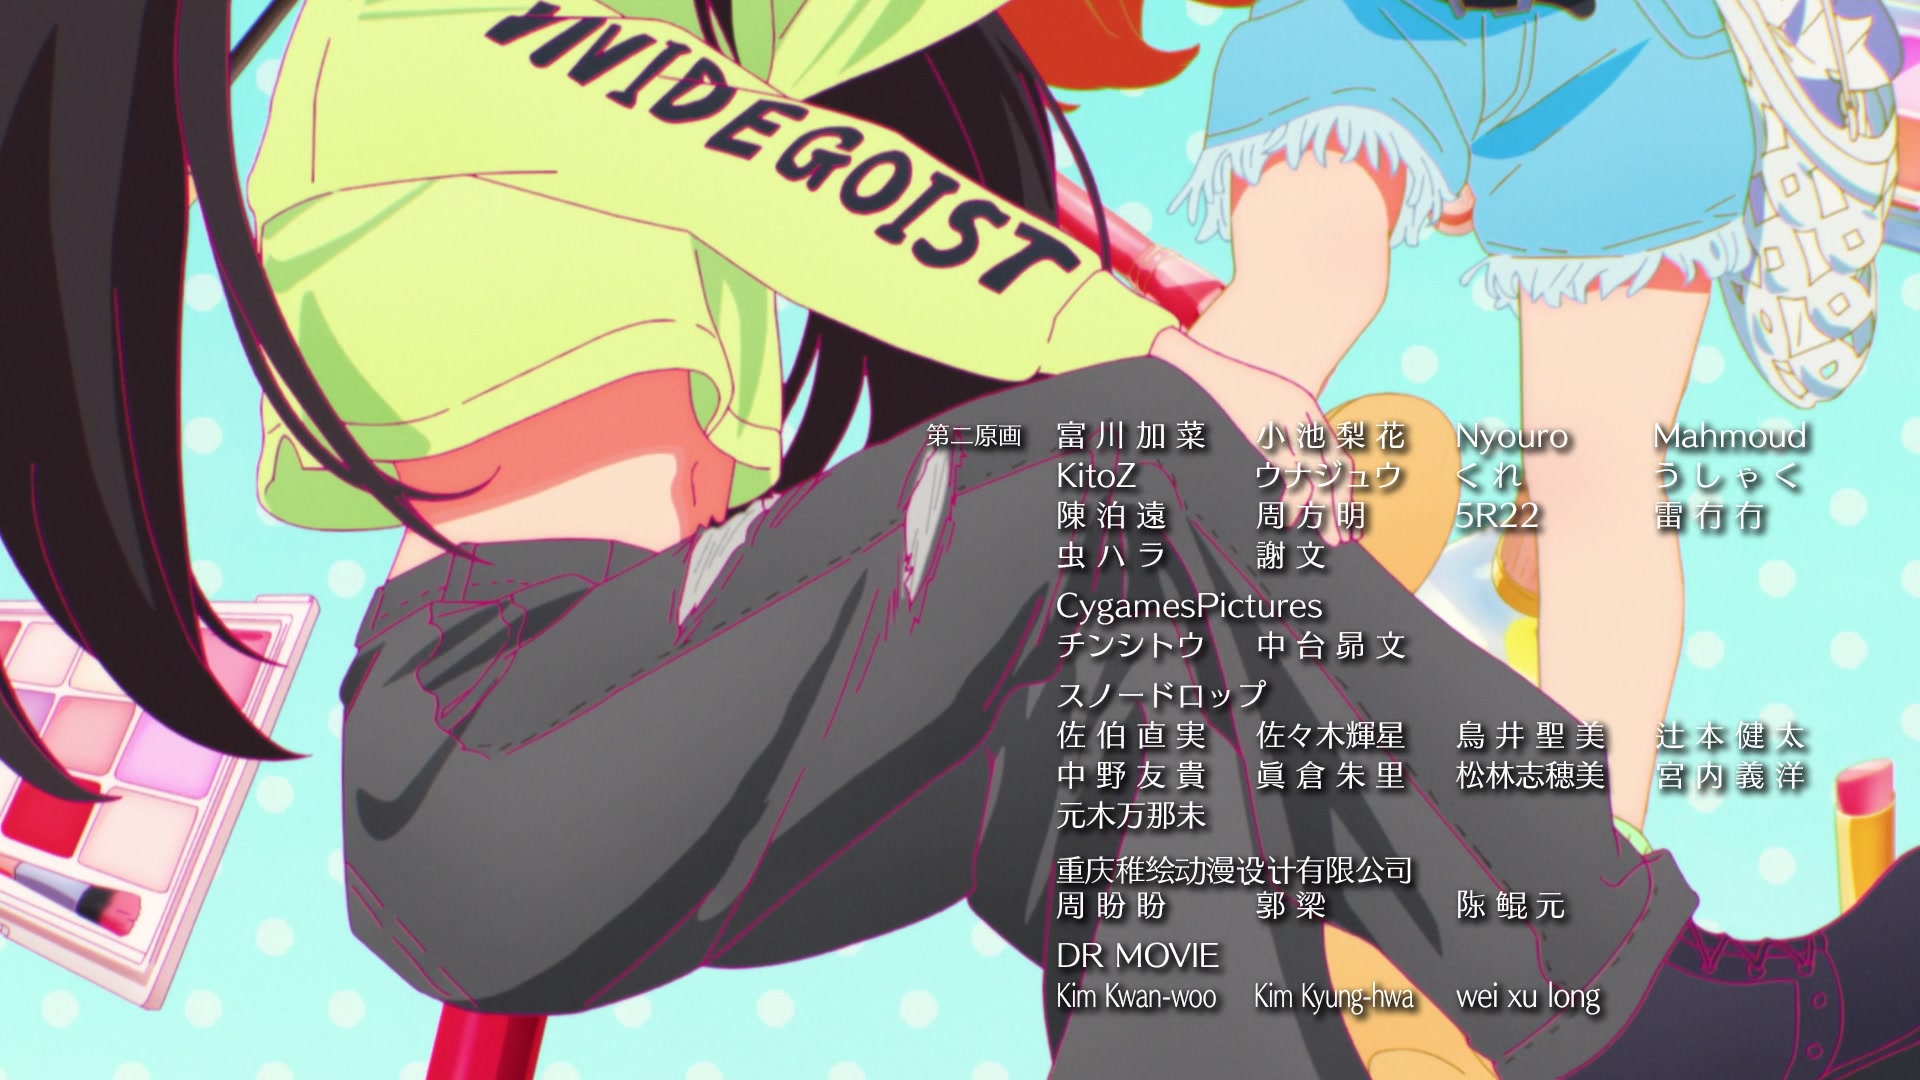 VIVIDEGOIST
第二原画 富川加菜 小池梨花 Nyouro Mahmoud
KitoZ ウナジュウ くれ うしゃく
陳泊遠 周方明 5R22 雷冇冇
虫ハラ 謝文
CygamesPictures
チンシトウ 中台昴文
スノードロップ
佐伯直実 佐々木輝星 鳥井聖美 辻本健太
中野友貴 眞倉朱里 松林志穂美 宮内義洋
元木万那未
重庆稚绘动漫设计有限公司
周盼盼 郭梁 陈鲲元
DR MOVIE
Kim Kwan-woo Kim Kyung-hwa wei xu long